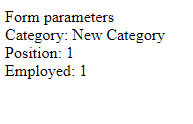 Form parameters
Category: New Category
Position: 1
Employed: 1